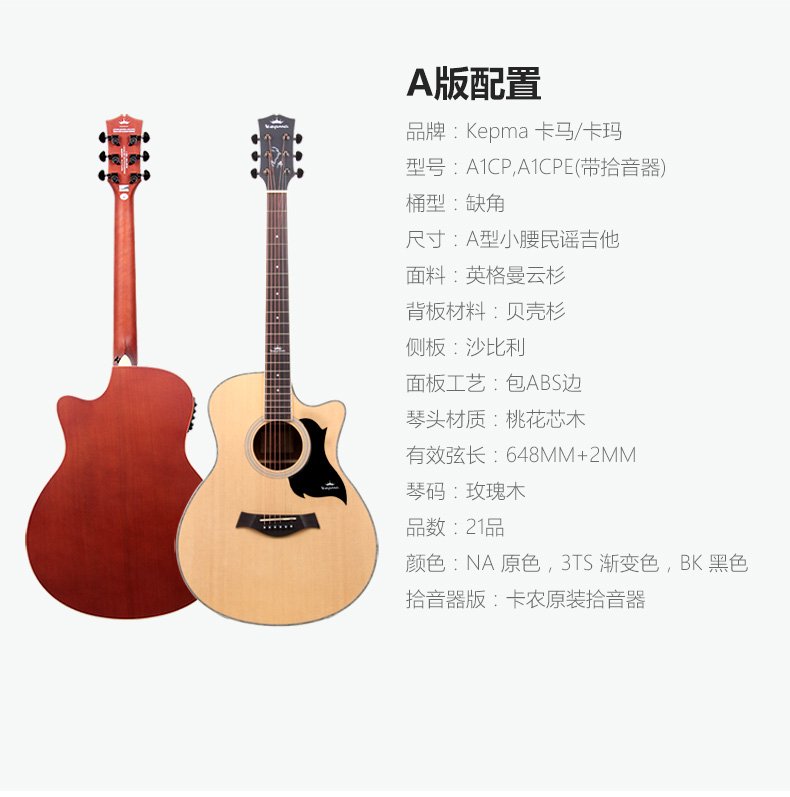 A版配置
品牌：Kepma 卡马/卡玛
型号：A1CP,A1CPE(带拾音器)
桶型：缺角
尺寸：A型小腰民谣吉他
面料：英格曼云杉
背板材料：贝壳杉
侧板：沙比利
面板工艺：包ABS边
琴头材质：桃花芯木
有效弦长：648MM+2MM
琴码：玫瑰木
品数：21品
颜色：NA 原色，3TS 渐变色，BK 黑色
拾音器版：卡农原装拾音器
Kepma
Kepma